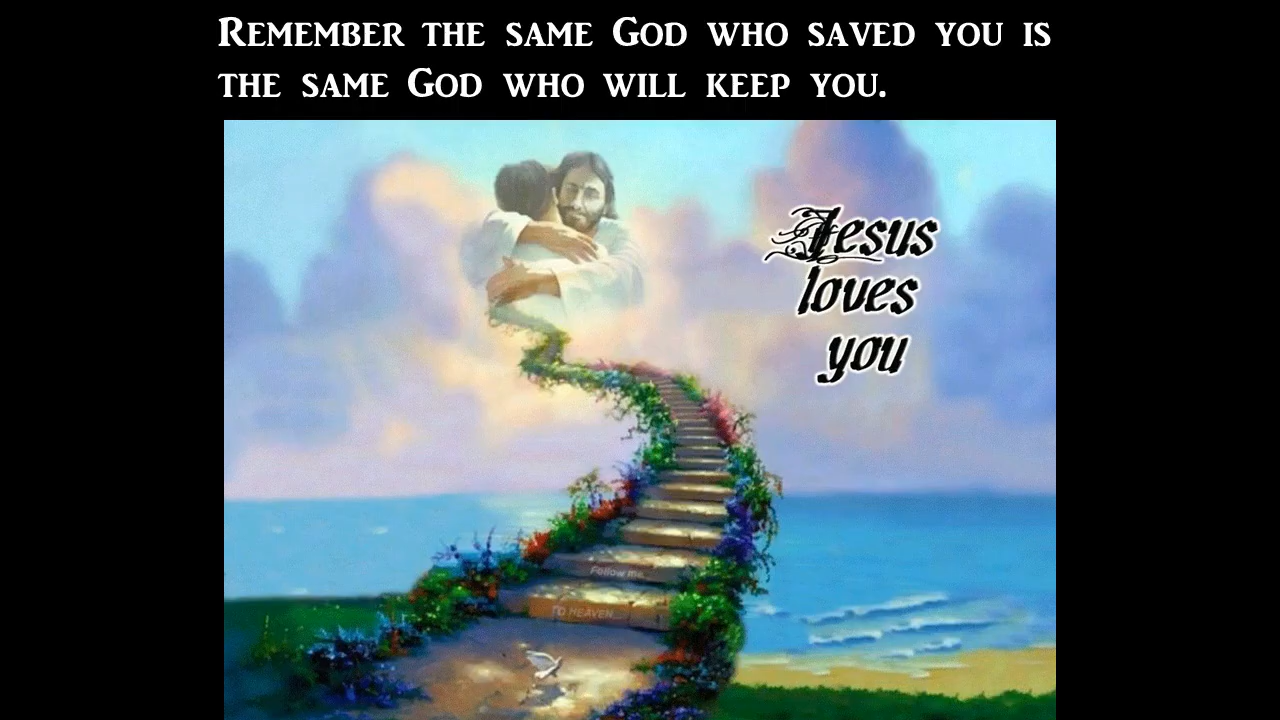 Remember the same God who saved you is
the same God who will keep you.
Jesus
loves
you
Follow me
TO HEAVEN...